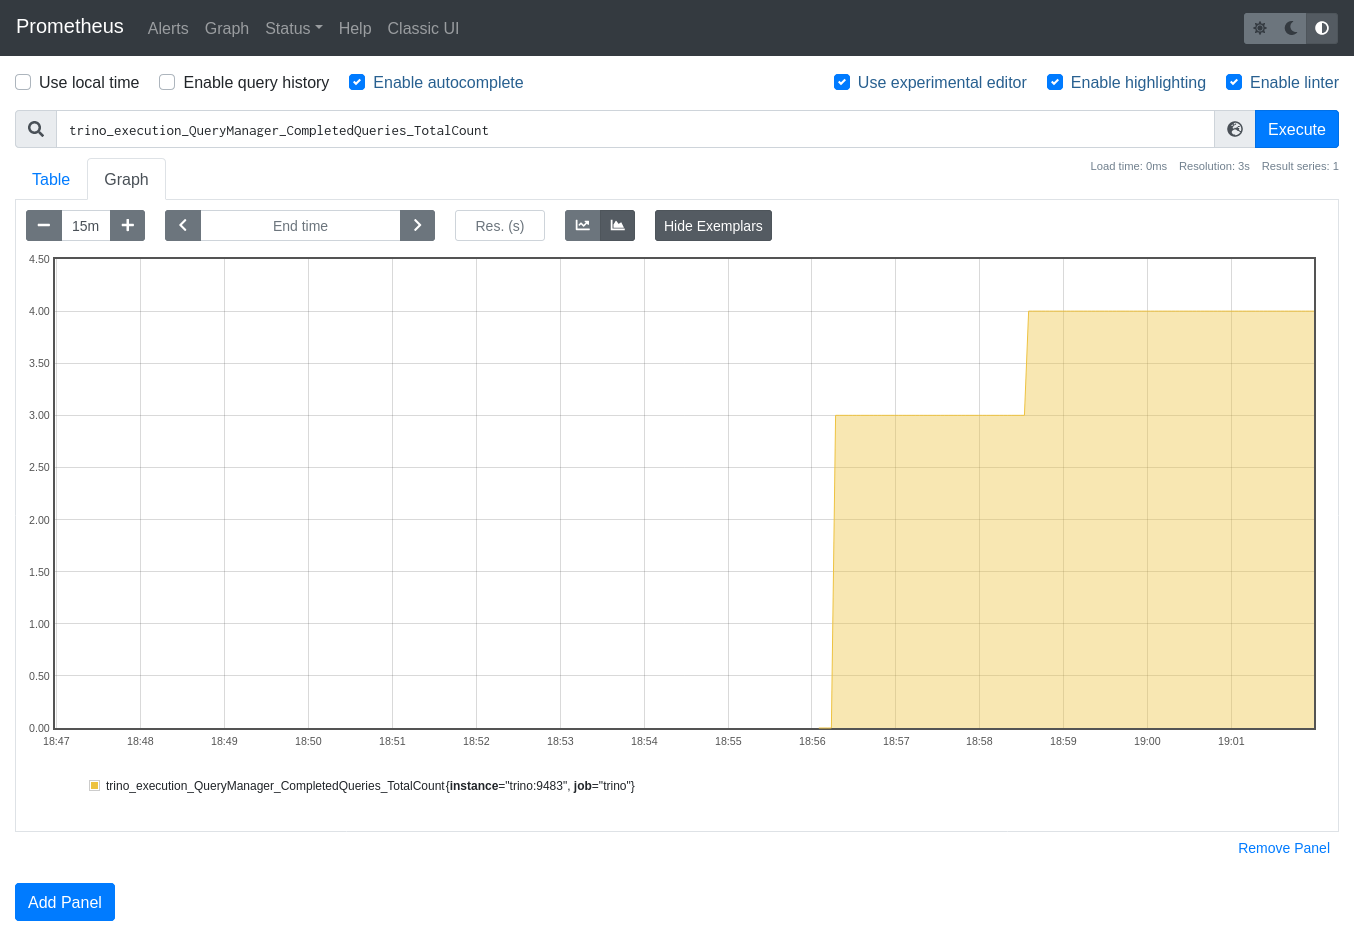 Prometheus Alerts Graph Status Help Classic UI
Use local time Enable query history Enable autocomplete Use experimental editor Enable highlighting Enable linter
trino_execution_QueryManager_CompletedQueries_TotalCount Execute
Load time: 0ms Resolution: 3s Result series: 1
Table Graph
15m End time Res. (s) Hide Exemplars
4.50
4.00
3.50
3.00
2.50
2.00
1.50
1.00
0.50
0.00
18:47 18:48 18:49 18:50 18:51 18:52 18:53 18:54 18:55 18:56 18:57 18:58 18:59 19:00 19:01
trino_execution_QueryManager_CompletedQueries_TotalCount{instance="trino:9483", job="trino"}
Remove Panel
Add Panel